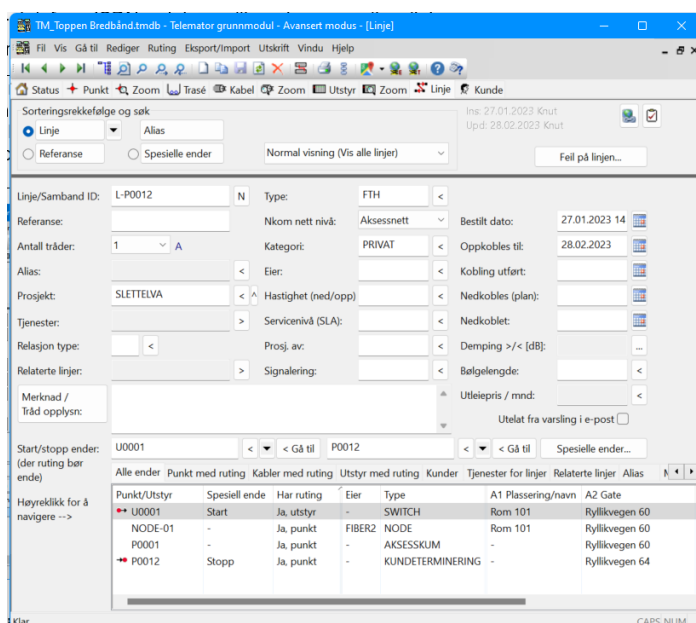 TM_Toppen Bredbånd.tmdb - Telemator grunnmodul - Avansert modus - [Linje]
Fil Vis Gå til Rediger Ruting Eksport/Import Utskrift Vindu Hjelp
Status Punkt Zoom Trasé Kabel Zoom Utstyr Zoom Linje Kunde
Sorteringsrekkefølge og søk
Ins: 27.01.2023 Knut
Linje Alias
Upd: 28.02.2023 Knut
Referanse Spesielle ender Normal visning (Vis alle linjer) Feil på linjen...
Linje/Samband ID: L-P0012 N Type: FTH <
Referanse: Nkom nett nivå: Aksessnett Bestilt dato: 27.01.2023 14
Antall tråder: 1 A Kategori: PRIVAT < Oppkobles til: 28.02.2023
Alias: < Eier: < Kobling utført:
Prosjekt: SLETTELVA < ^ Hastighet (ned/opp) < Nedkobles (plan):
Tjenester: > Servicenivå (SLA): < Nedkoblet:
Relasjon type: < Prosj. av: < Demping >/< [dB]: ...
Relaterte linjer: > Signalering: < Bølgelengde: <
Merknad / Tråd opplysn: Utleiepris / mnd: <
Utelat fra varsling i e-post
Start/stopp ender: U0001 < < Gå til P0012 < < Gå til Spesielle ender...
(der ruting bør ende)
Alle ender Punkt med ruting Kabler med ruting Utstyr med ruting Kunder Tjenester for linjer Relaterte linjer Alias
Høyreklikk for å navigere -->
Punkt/Utstyr Spesiell ende Har ruting Eier Type A1 Plassering/navn A2 Gate
U0001 Start Ja, utstyr - SWITCH Rom 101 Ryllikvegen 60
NODE-01 - Ja, punkt FIBER2 NODE Rom 101 Ryllikvegen 60
P0001 - Ja, punkt - AKSESSKUM - Ryllikvegen 60
P0012 Stopp Ja, punkt - KUNDETERMINERING - Ryllikvegen 64
Klar CAPS NUM